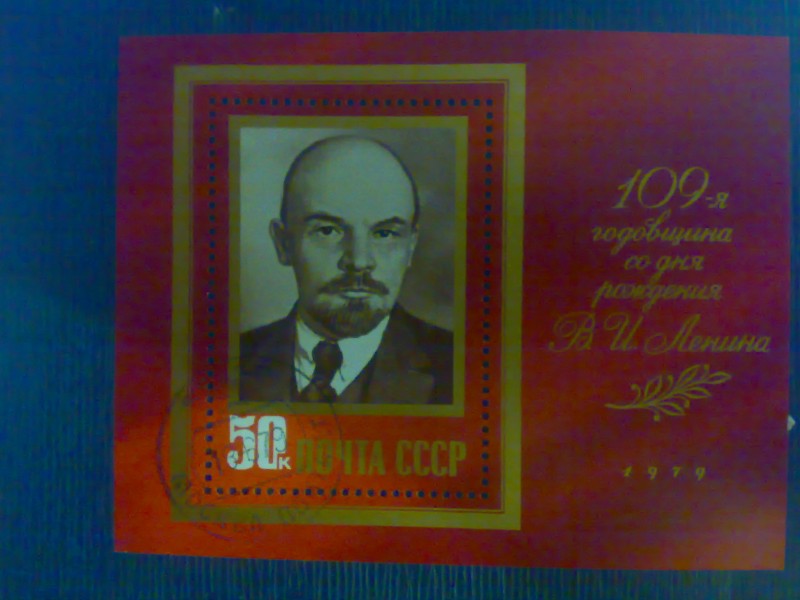 50к ПОЧТА СССР
109-я
годовщина
со дня
рождения
В. И. Ленина
1979